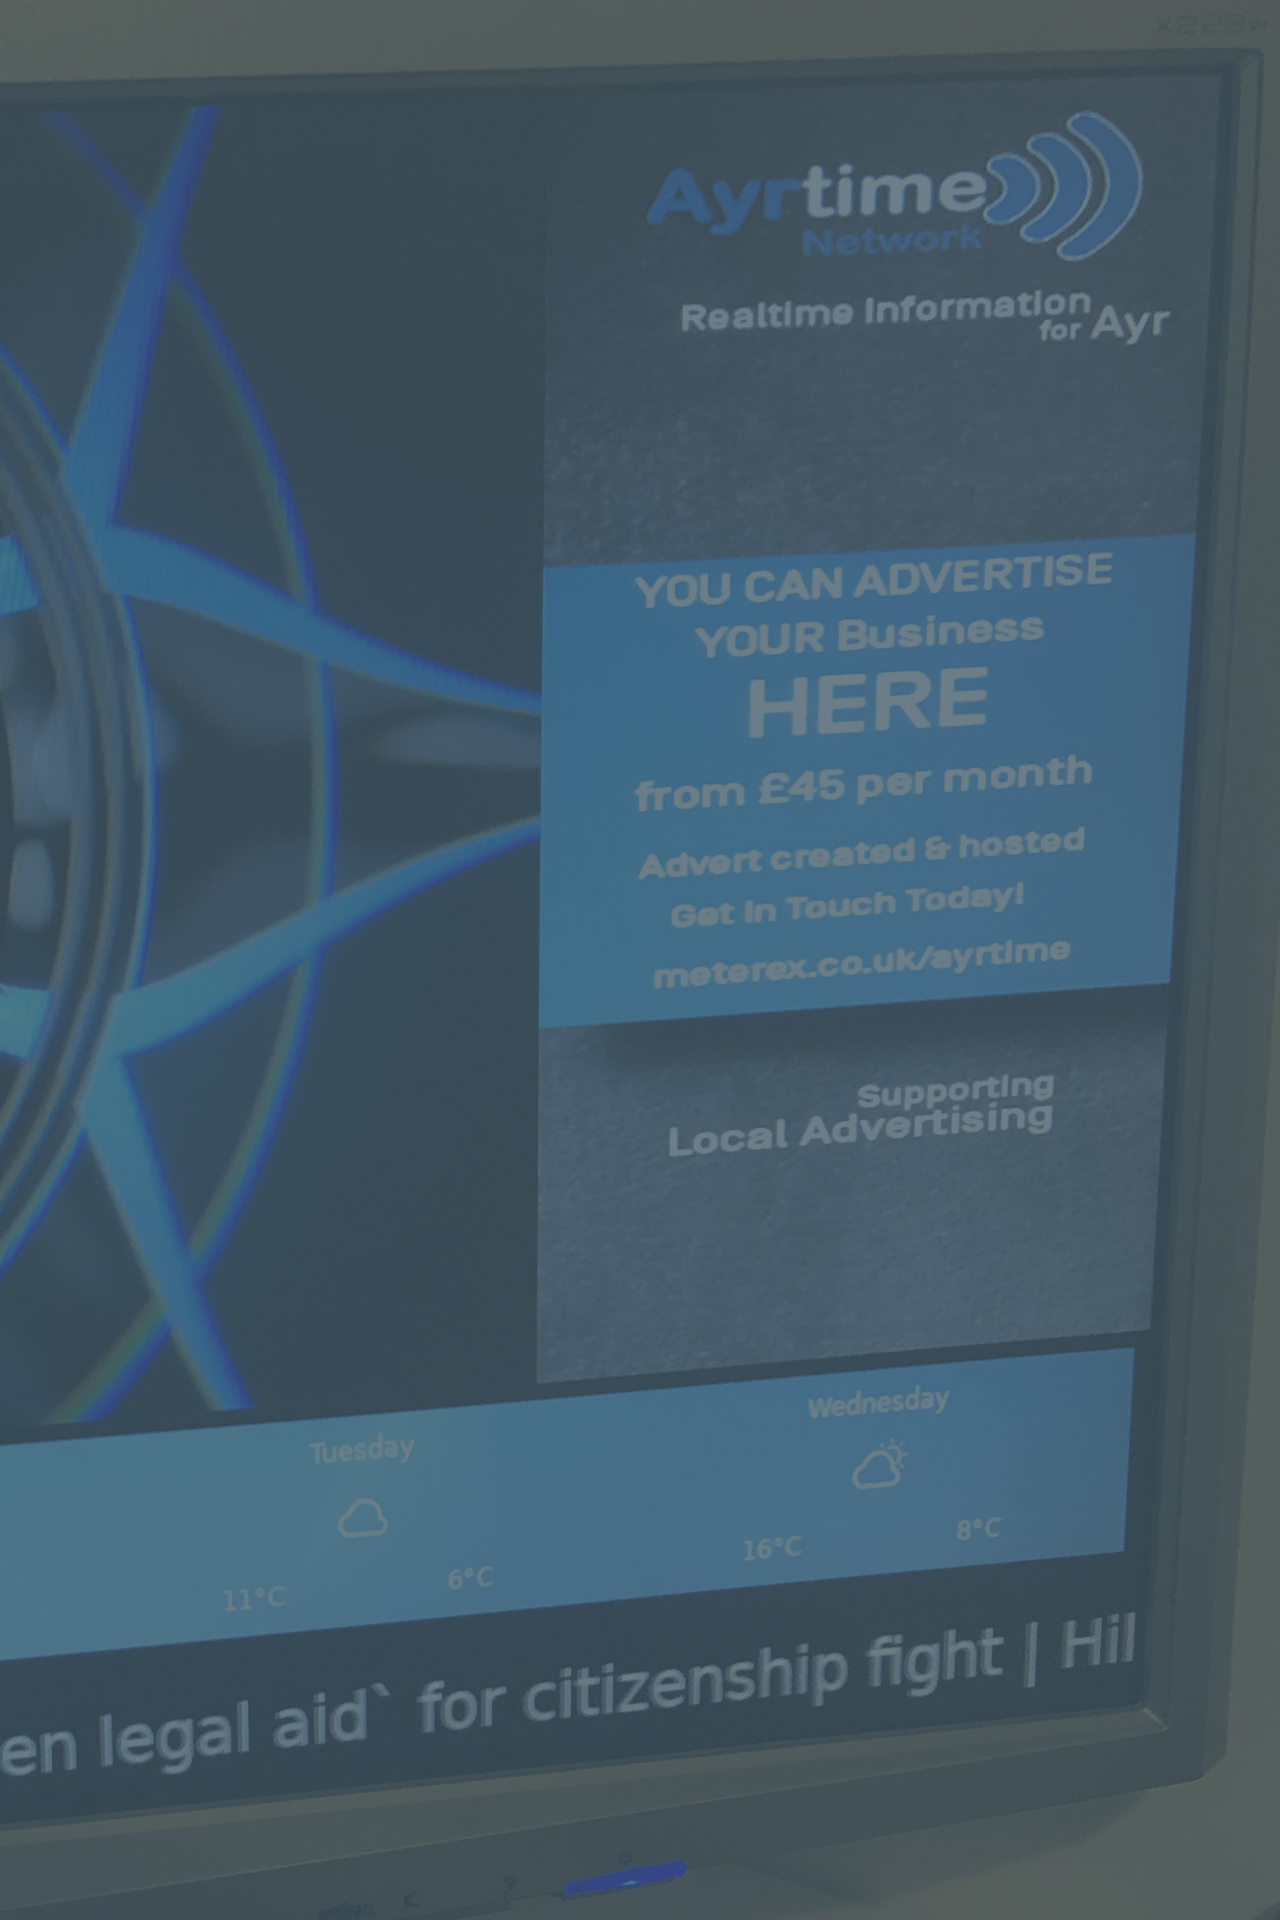 x223w
Ayrtime
Network
Realtime Information
for Ayr
YOU CAN ADVERTISE
YOUR Business
HERE
from £45 per month
Advert created & hosted
Get in Touch Today!
meterex.co.uk/ayrtime
Supporting
Local Advertising
Tuesday
11°C 6°C
Wednesday
16°C 8°C
en legal aid` for citizenship fight | Hil